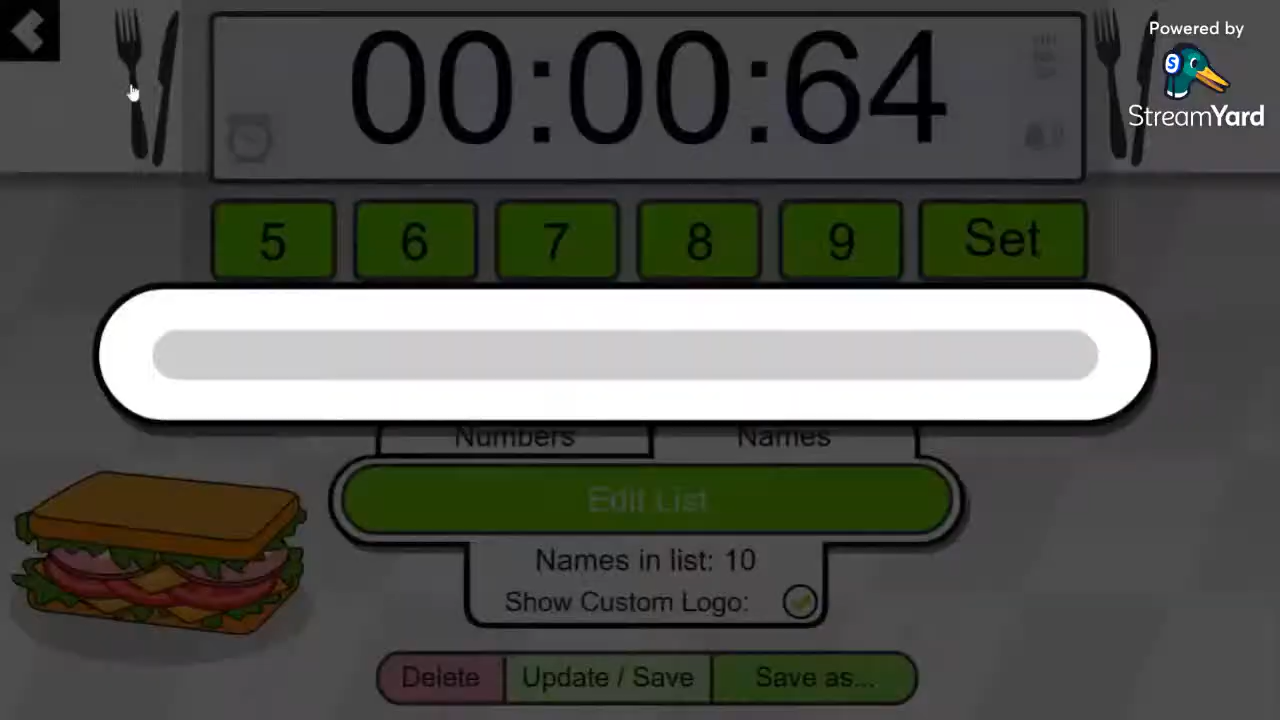 Powered by
S
StreamYard
00:00:64
5 6 7 8 9 Set
Numbers Names
Edit List
Names in list: 10
Show Custom Logo:
Delete Update / Save Save as...